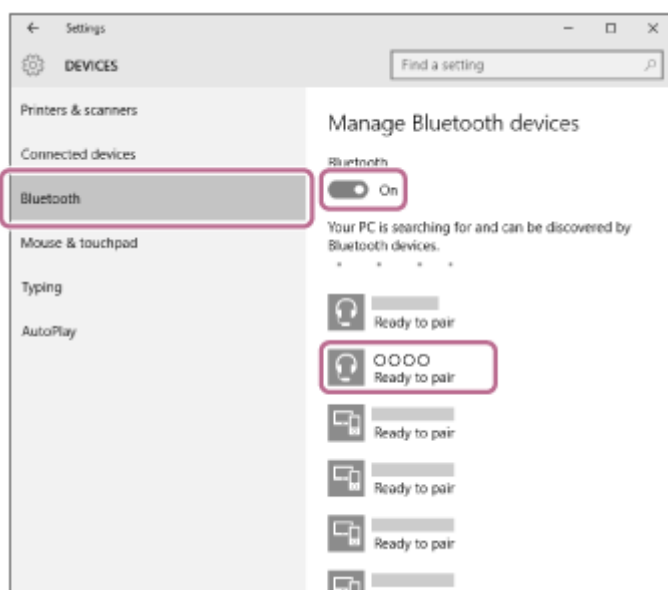 Settings
DEVICES
Find a setting
Printers & scanners
Connected devices
Bluetooth
Mouse & touchpad
Typing
AutoPlay
Manage Bluetooth devices
Bluetooth
On
Your PC is searching for and can be discovered by
Bluetooth devices.
Ready to pair
OOOO
Ready to pair
Ready to pair
Ready to pair
Ready to pair